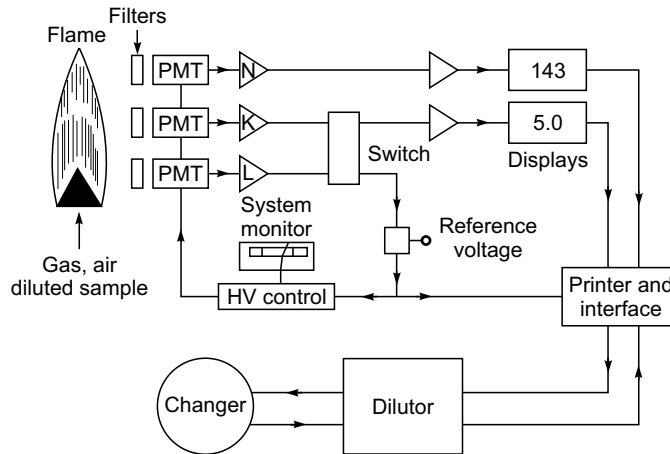 Filters
Flame
PMT
N
143
PMT
K
5.0
Switch
Displays
PMT
L
System
monitor
Reference
voltage
Gas, air
diluted sample
HV control
Printer and
interface
Changer
Dilutor